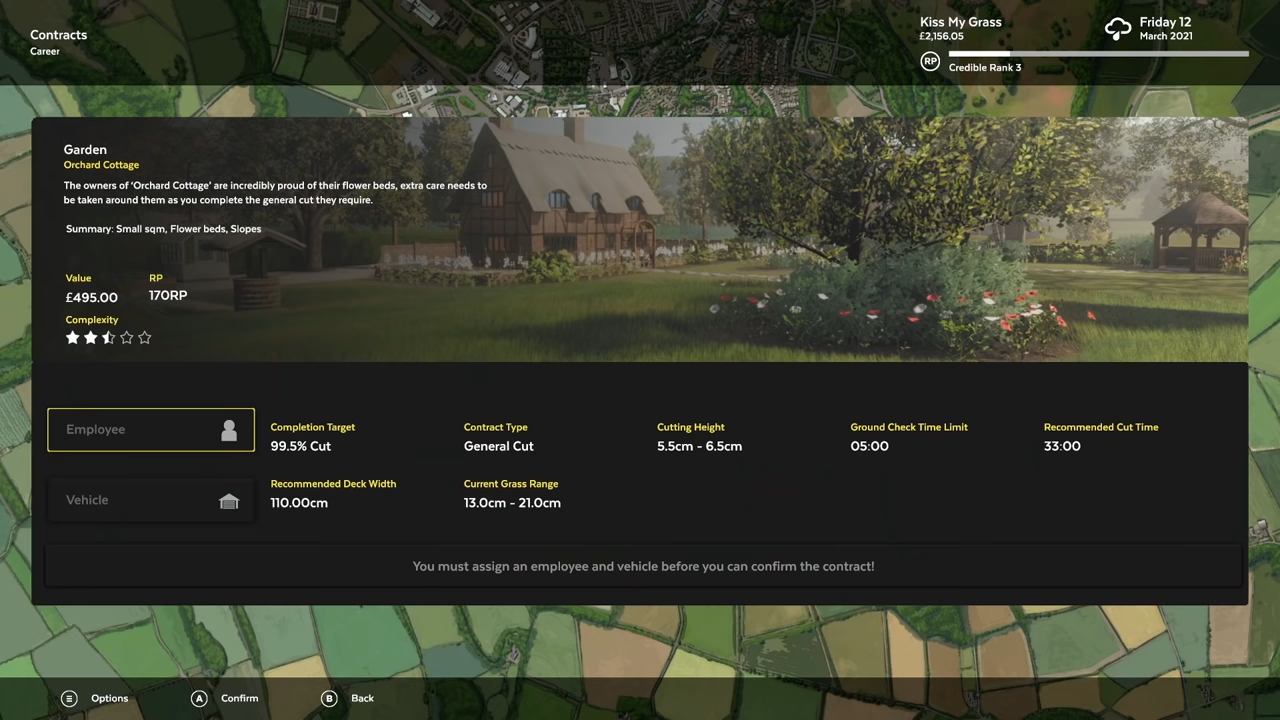 Contracts
Career
Kiss My Grass
£2,156.05
Friday 12
March 2021
RP
Credible Rank 3
Garden
Orchard Cottage
The owners of 'Orchard Cottage' are incredibly proud of their flower beds, extra care needs to
be taken around them as you complete the general cut they require.
Summary: Small sqm, Flower beds, Slopes
Value
RP
£495.00
170RP
Complexity
Employee
Completion Target
Contract Type
Cutting Height
Ground Check Time Limit
Recommended Cut Time
99.5% Cut
General Cut
5.5cm - 6.5cm
05:00
33:00
Vehicle
Recommended Deck Width
Current Grass Range
110.00cm
13.0cm - 21.0cm
You must assign an employee and vehicle before you can confirm the contract!
Options
A
Confirm
B
Back